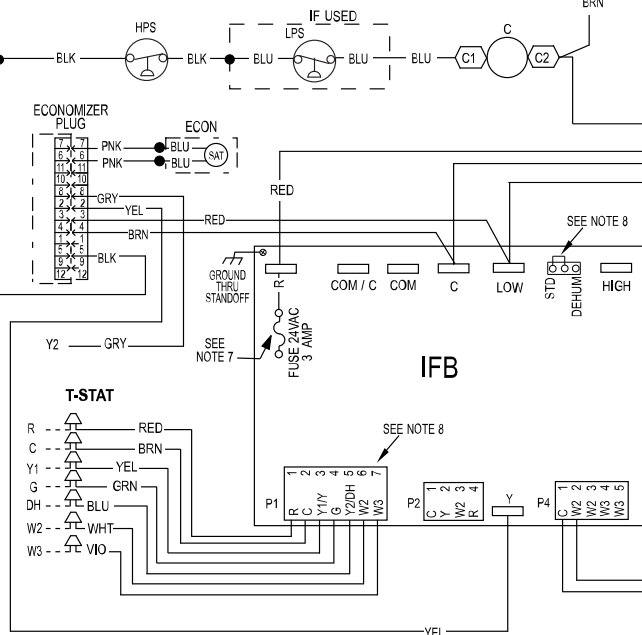 BRN
IF USED
HPS
LPS
C
BLK
BLK
BLU
BLU
BLU
C1
C2
ECONOMIZER
PLUG
ECON
7 7 PNK BLU
6 6 PNK BLU
SAT
11 11
10 10
8 8 GRY
2 2 YEL
3 3 RED
4 4 BRN
1 1
5 5 BLK
9 9
12 12
RED
SEE NOTE 8
GROUND
THRU
STANDOFF
R
COM / C
COM
C
LOW
STD
DEHUM
HIGH
Y2 GRY
SEE
NOTE 7
FUSE 24VAC
3 AMP
IFB
T-STAT
R RED
C BRN
Y1 YEL
G GRN
DH BLU
W2 WHT
W3 VIO
SEE NOTE 8
P1
1 2 3 4 5 6 7
R C Y1/Y G Y2/DH W2 W3
P2
1 2 3 4
C Y W2 R
Y
P4
1 2 3 4 5
C W2 W2 W3 W3
YEL